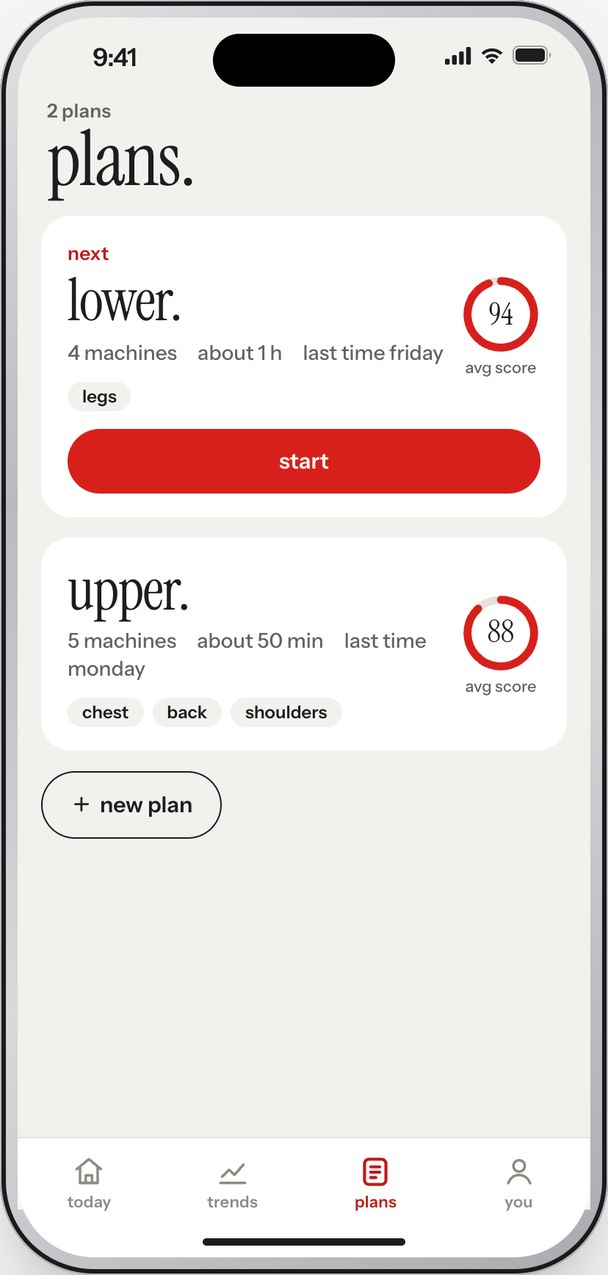 9:41
2 plans
plans.
next
lower.
4 machines about 1 h last time friday
94
avg score
legs
start
upper.
5 machines about 50 min last time
monday
88
avg score
chest back shoulders
+ new plan
today trends plans you